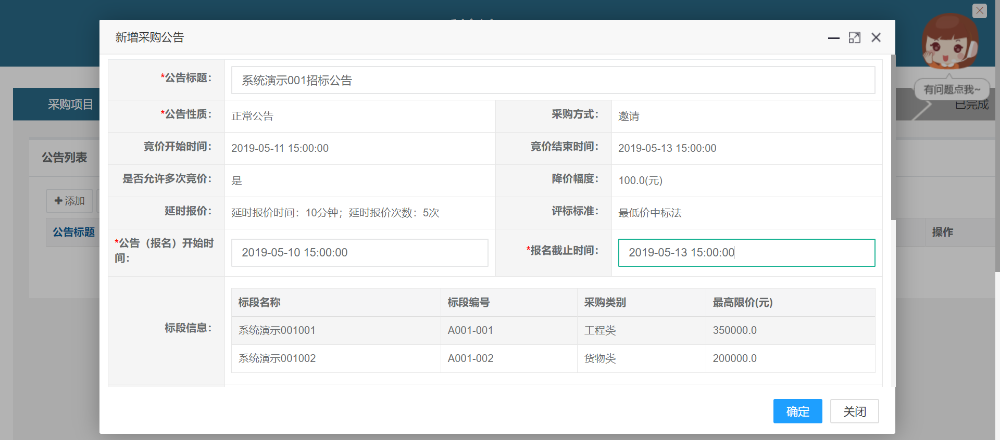 新增采购公告
有问题点我~
采购项目
已完成
公告列表
添加
公告标题
操作
*公告标题：
系统演示001招标公告
*公告性质：
正常公告
采购方式：
邀请
竞价开始时间：
2019-05-11 15:00:00
竞价结束时间：
2019-05-13 15:00:00
是否允许多次竞价：
是
降价幅度：
100.0(元)
延时报价：
延时报价时间：10分钟；延时报价次数：5次
评标标准：
最低价中标法
*公告（报名）开始时
间：
2019-05-10 15:00:00
*报名截止时间：
2019-05-13 15:00:00
标段信息：
标段名称 标段编号 采购类别 最高限价(元)
系统演示001001 A001-001 工程类 350000.0
系统演示001002 A001-002 货物类 200000.0
确定
关闭